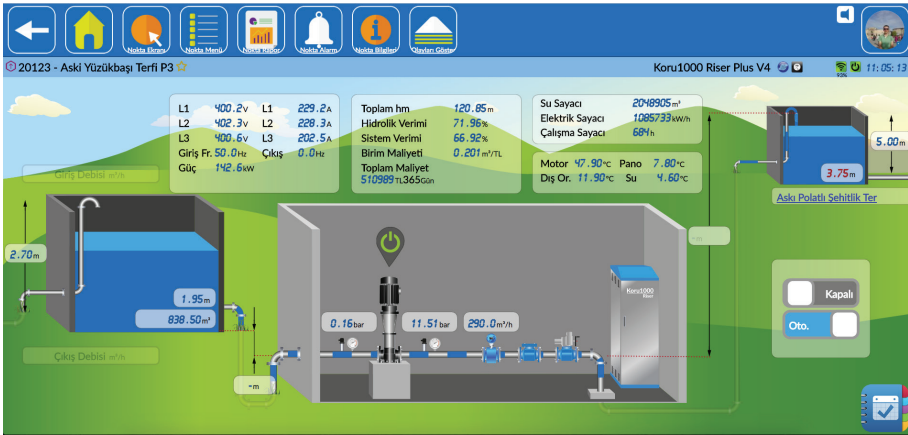 Nokta Ekranı
Nokta Menü
Nokta Rapor
Nokta Alarm
Nokta Bilgileri
Olayları Göster
20123 - Aski Yüzükbaşı Terfi P3
Koru1000 Riser Plus V4
93%
11:05:13
L1 400.2V L1 229.2A
L2 402.3V L2 228.3A
L3 400.6V L3 202.5A
Giriş Fr. 50.0Hz Çıkış 0.0Hz
Güç 142.6kW
Toplam hm 120.85m
Hidrolik Verimi 71.96%
Sistem Verimi 66.92%
Birim Maliyeti 0.201m³/TL
Toplam Maliyet
510989TL365Gün
Su Sayacı 2048905m³
Elektrik Sayacı 1085733kW/h
Çalışma Sayacı 684h
Motor 47.90°C Pano 7.80°C
Dış Or. 11.90°C Su 4.60°C
5.00m
3.75m
Askı Polatlı Şehitlik Ter
Giriş Debisi m³/h
2.70m
1.95m
838.50m³
Çıkış Debisi m³/h
-m
-m
0.16bar
11.51bar
290.0m³/h
Koru1000
Riser
Kapalı
Oto.